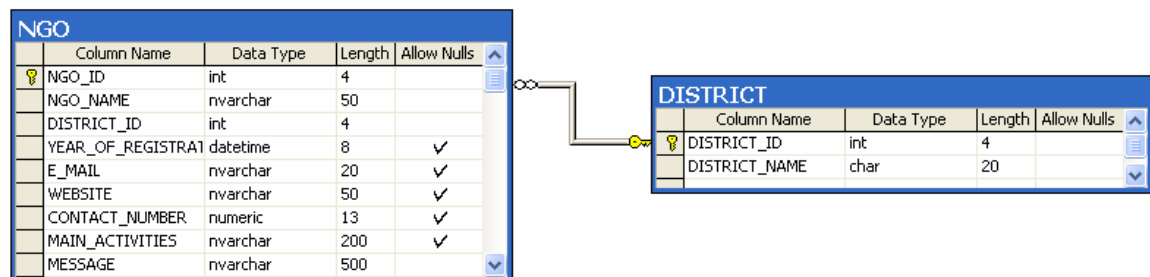 NGO
Column Name Data Type Length Allow Nulls
NGO_ID int 4
NGO_NAME nvarchar 50
DISTRICT_ID int 4
YEAR_OF_REGISTRAT datetime 8
E_MAIL nvarchar 20
WEBSITE nvarchar 50
CONTACT_NUMBER numeric 13
MAIN_ACTIVITIES nvarchar 200
MESSAGE nvarchar 500
DISTRICT
Column Name Data Type Length Allow Nulls
DISTRICT_ID int 4
DISTRICT_NAME char 20